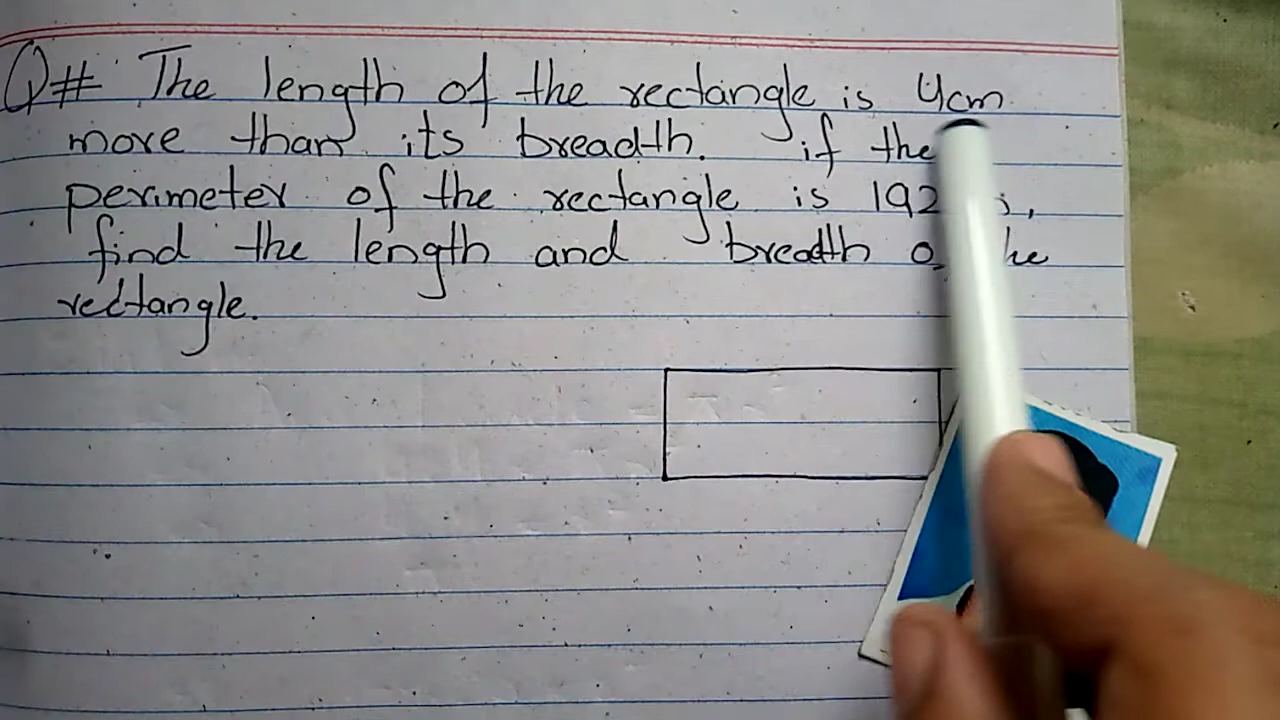 Q# The length of the rectangle is 4cm
more than its breadth. if the
perimeter of the rectangle is 192
find the length and breadth
rectangle.